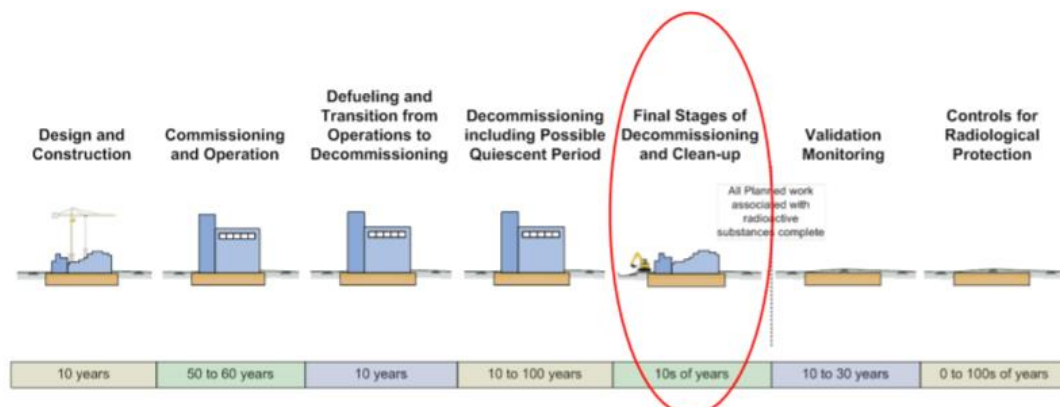 Design and
Construction
Commissioning
and Operation
Defueling and
Transition from
Operations to
Decommissioning
Decommissioning
including Possible
Quiescent Period
Final Stages of
Decommissioning
and Clean-up
Validation
Monitoring
Controls for
Radiological
Protection
All Planned work
associated with
radioactive
substances complete
10 years
50 to 60 years
10 years
10 to 100 years
10s of years
10 to 30 years
0 to 100s of years